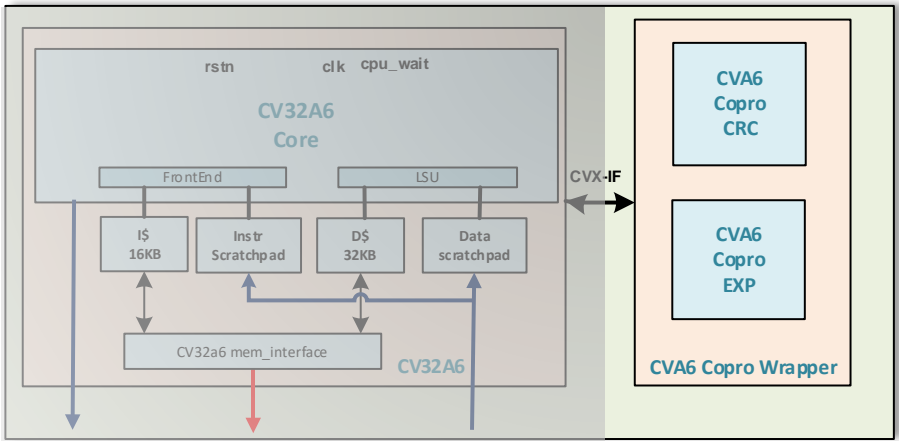 rstn
clk
cpu_wait
CV32A6
Core
FrontEnd
LSU
CVX-IF
I$
16KB
Instr
Scratchpad
D$
32KB
Data
scratchpad
CV32a6 mem_interface
CV32A6
CVA6
Copro
CRC
CVA6
Copro
EXP
CVA6 Copro Wrapper